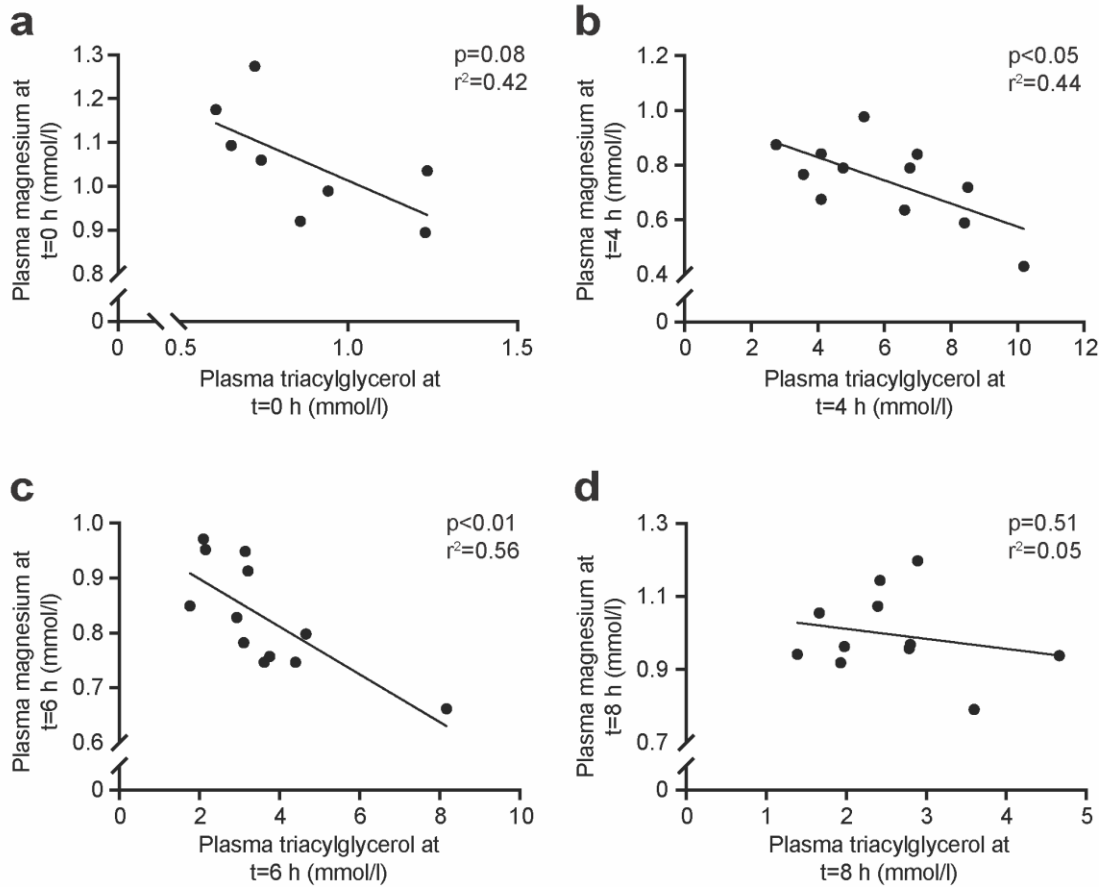 a
p=0.08
r²=0.42
Plasma magnesium at
t=0 h (mmol/l)
1.3
1.2
1.1
1.0
0.9
0.8
0
0 0.5 1.0 1.5
Plasma triacylglycerol at
t=0 h (mmol/l)
b
p<0.05
r²=0.44
Plasma magnesium at
t=4 h (mmol/l)
1.2
1.0
0.8
0.6
0.4
0
0 2 4 6 8 10 12
Plasma triacylglycerol at
t=4 h (mmol/l)
c
p<0.01
r²=0.56
Plasma magnesium at
t=6 h (mmol/l)
1.0
0.9
0.8
0.7
0.6
0
0 2 4 6 8 10
Plasma triacylglycerol at
t=6 h (mmol/l)
d
p=0.51
r²=0.05
Plasma magnesium at
t=8 h (mmol/l)
1.3
1.1
0.9
0.7
0
0 1 2 3 4 5
Plasma triacylglycerol at
t=8 h (mmol/l)